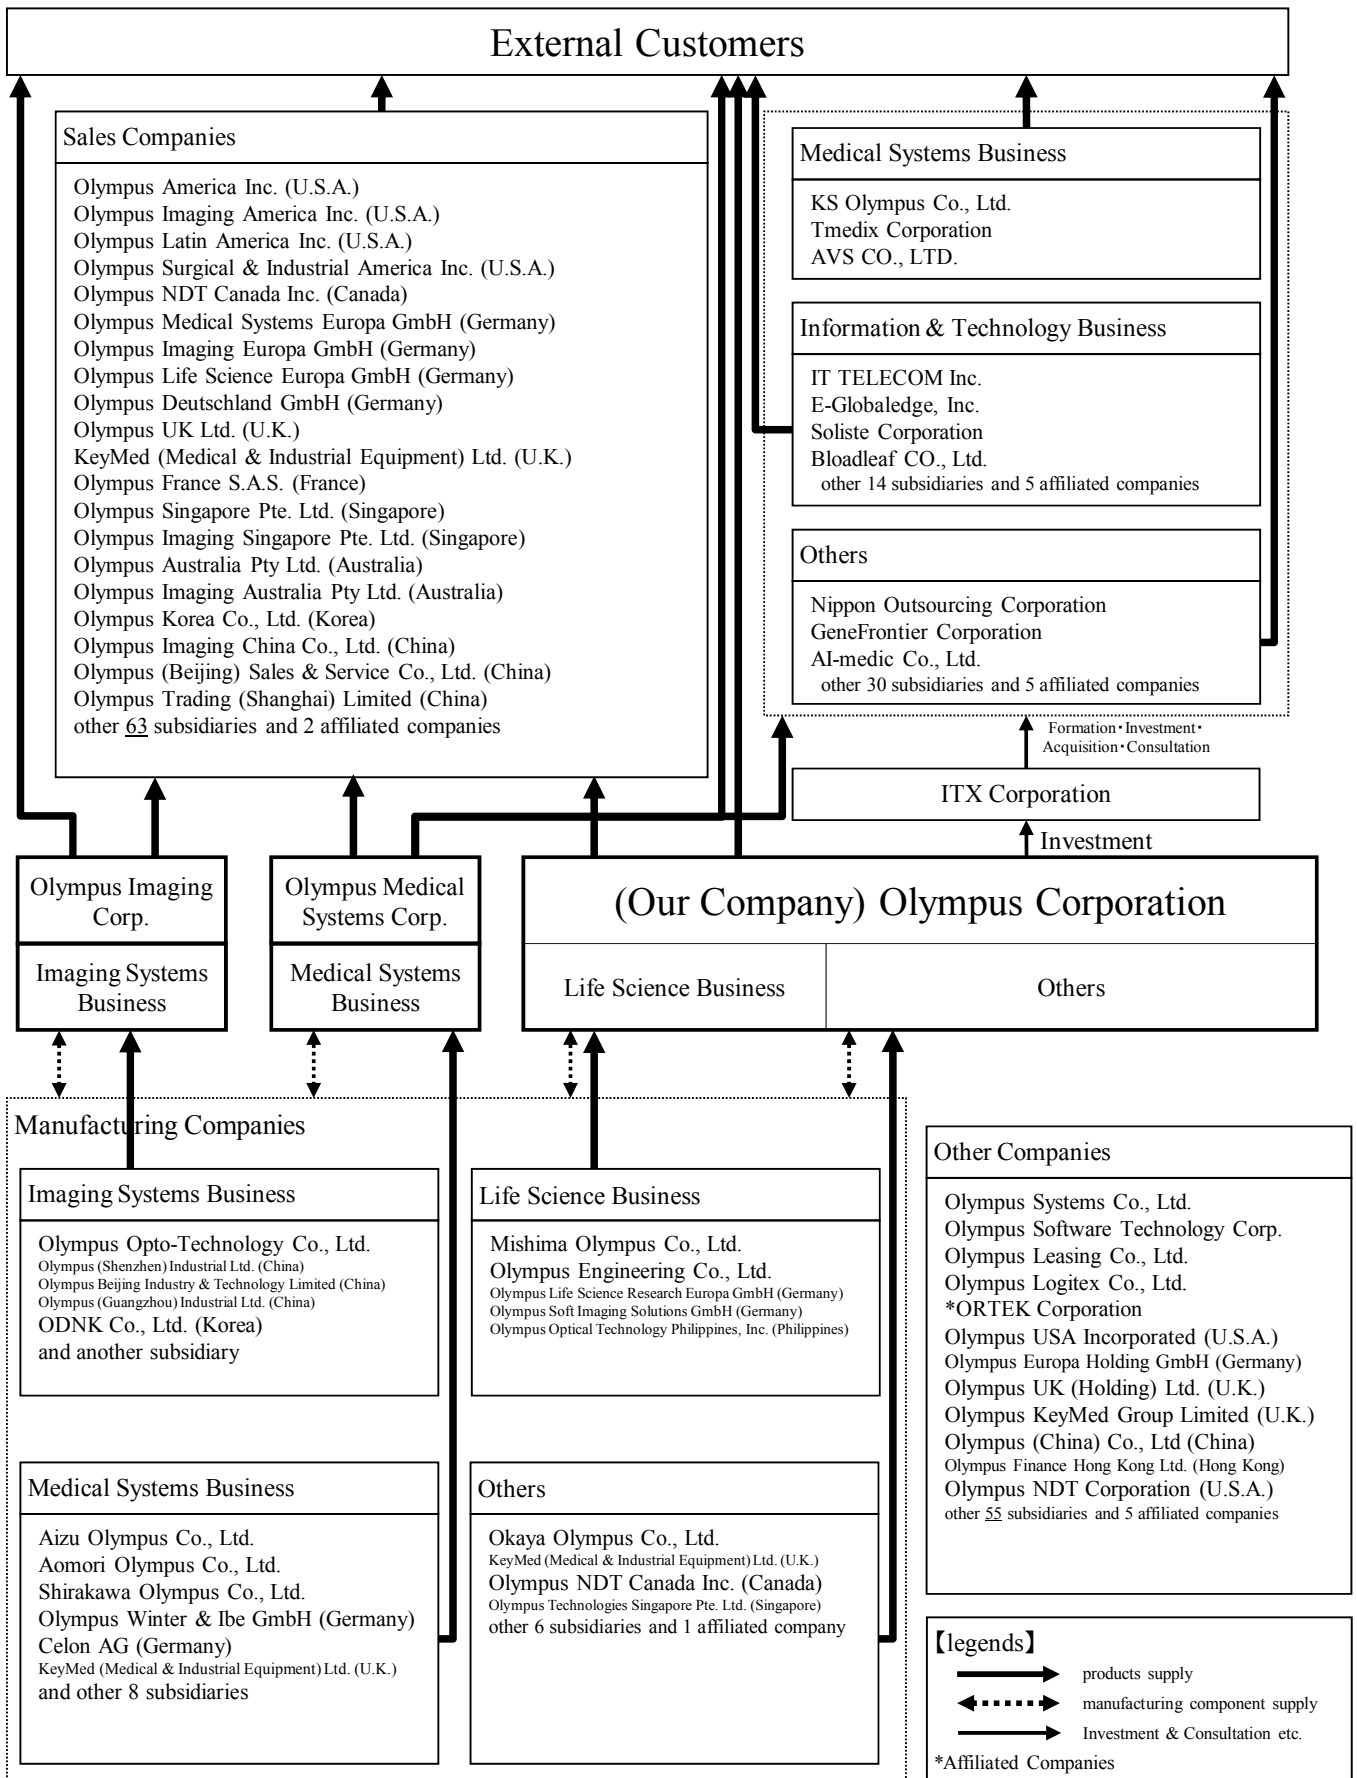 External Customers
Sales Companies
Olympus America Inc. (U.S.A.)
Olympus Imaging America Inc. (U.S.A.)
Olympus Latin America Inc. (U.S.A.)
Olympus Surgical & Industrial America Inc. (U.S.A.)
Olympus NDT Canada Inc. (Canada)
Olympus Medical Systems Europa GmbH (Germany)
Olympus Imaging Europa GmbH (Germany)
Olympus Life Science Europa GmbH (Germany)
Olympus Deutschland GmbH (Germany)
Olympus UK Ltd. (U.K.)
KeyMed (Medical & Industrial Equipment) Ltd. (U.K.)
Olympus France S.A.S. (France)
Olympus Singapore Pte. Ltd. (Singapore)
Olympus Imaging Singapore Pte. Ltd. (Singapore)
Olympus Australia Pty Ltd. (Australia)
Olympus Imaging Australia Pty Ltd. (Australia)
Olympus Korea Co., Ltd. (Korea)
Olympus Imaging China Co., Ltd. (China)
Olympus (Beijing) Sales & Service Co., Ltd. (China)
Olympus Trading (Shanghai) Limited (China)
other 63 subsidiaries and 2 affiliated companies
Medical Systems Business
KS Olympus Co., Ltd.
Tmedix Corporation
AVS CO., LTD.
Information & Technology Business
IT TELECOM Inc.
E-Globaledge, Inc.
Soliste Corporation
Bloadleaf CO., Ltd.
other 14 subsidiaries and 5 affiliated companies
Others
Nippon Outsourcing Corporation
GeneFrontier Corporation
AI-medic Co., Ltd.
other 30 subsidiaries and 5 affiliated companies
Formation・Investment・
Acquisition・Consultation
ITX Corporation
Investment
Olympus Imaging
Corp.
Imaging Systems
Business
Olympus Medical
Systems Corp.
Medical Systems
Business
(Our Company) Olympus Corporation
Life Science Business
Others
Manufacturing Companies
Imaging Systems Business
Olympus Opto-Technology Co., Ltd.
Olympus (Shenzhen) Industrial Ltd. (China)
Olympus Beijing Industry & Technology Limited (China)
Olympus (Guangzhou) Industrial Ltd. (China)
ODNK Co., Ltd. (Korea)
and another subsidiary
Life Science Business
Mishima Olympus Co., Ltd.
Olympus Engineering Co., Ltd.
Olympus Life Science Research Europa GmbH (Germany)
Olympus Soft Imaging Solutions GmbH (Germany)
Olympus Optical Technology Philippines, Inc. (Philippines)
Medical Systems Business
Aizu Olympus Co., Ltd.
Aomori Olympus Co., Ltd.
Shirakawa Olympus Co., Ltd.
Olympus Winter & Ibe GmbH (Germany)
Celon AG (Germany)
KeyMed (Medical & Industrial Equipment) Ltd. (U.K.)
and other 8 subsidiaries
Others
Okaya Olympus Co., Ltd.
KeyMed (Medical & Industrial Equipment) Ltd. (U.K.)
Olympus NDT Canada Inc. (Canada)
Olympus Technologies Singapore Pte. Ltd. (Singapore)
other 6 subsidiaries and 1 affiliated company
Other Companies
Olympus Systems Co., Ltd.
Olympus Software Technology Corp.
Olympus Leasing Co., Ltd.
Olympus Logitex Co., Ltd.
*ORTEK Corporation
Olympus USA Incorporated (U.S.A.)
Olympus Europa Holding GmbH (Germany)
Olympus UK (Holding) Ltd. (U.K.)
Olympus KeyMed Group Limited (U.K.)
Olympus (China) Co., Ltd (China)
Olympus Finance Hong Kong Ltd. (Hong Kong)
Olympus NDT Corporation (U.S.A.)
other 55 subsidiaries and 5 affiliated companies
【legends】
products supply
manufacturing component supply
Investment & Consultation etc.
*Affiliated Companies